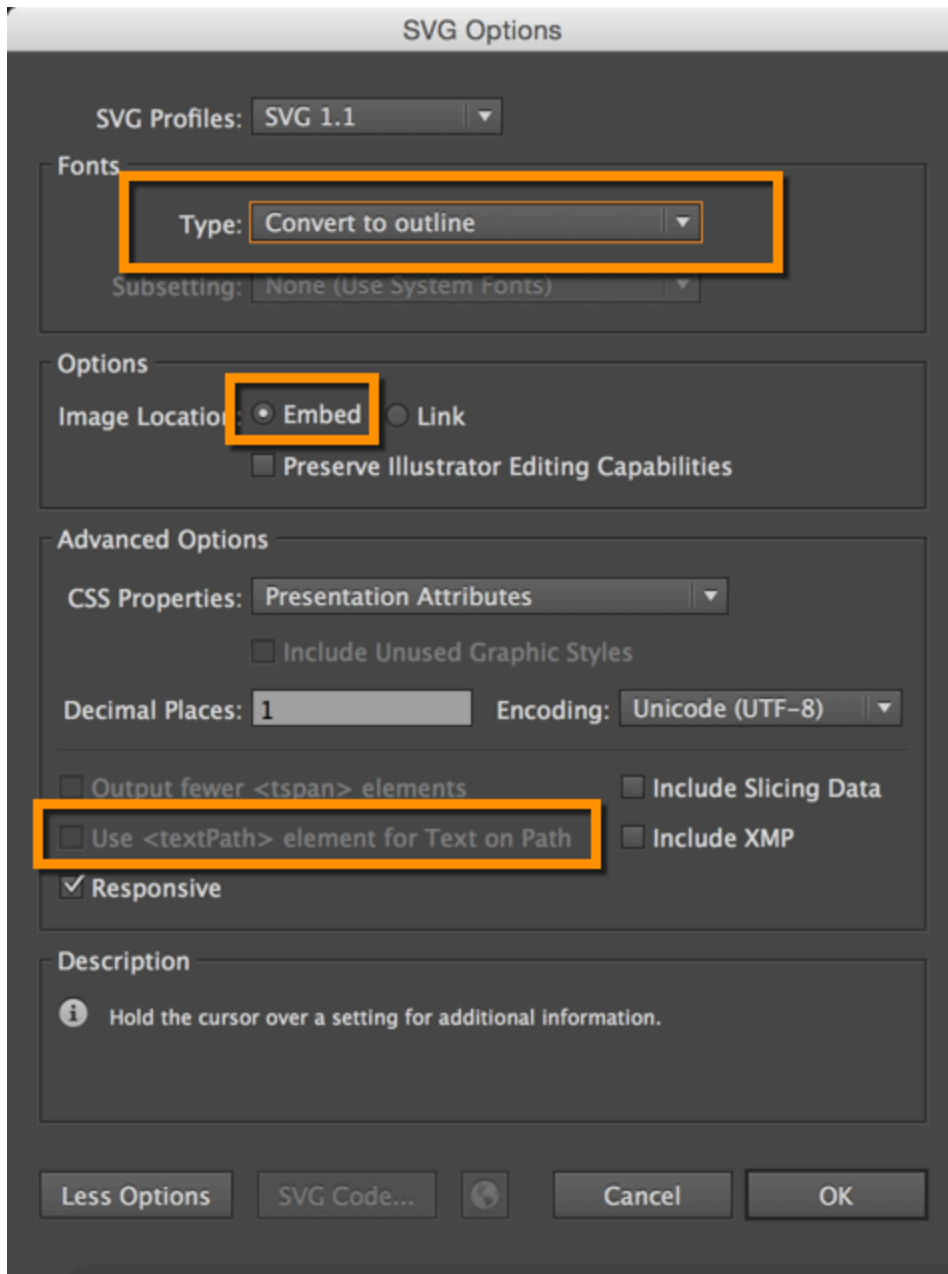 SVG Options
SVG Profiles: SVG 1.1
Fonts
Type: Convert to outline
Subsetting: None (Use System Fonts)
Options
Image Location: Embed Link
Preserve Illustrator Editing Capabilities
Advanced Options
CSS Properties: Presentation Attributes
Include Unused Graphic Styles
Decimal Places: 1 Encoding: Unicode (UTF-8)
Output fewer <tspan> elements Include Slicing Data
Use <textPath> element for Text on Path Include XMP
Responsive
Description
Hold the cursor over a setting for additional information.
Less Options SVG Code... Cancel OK